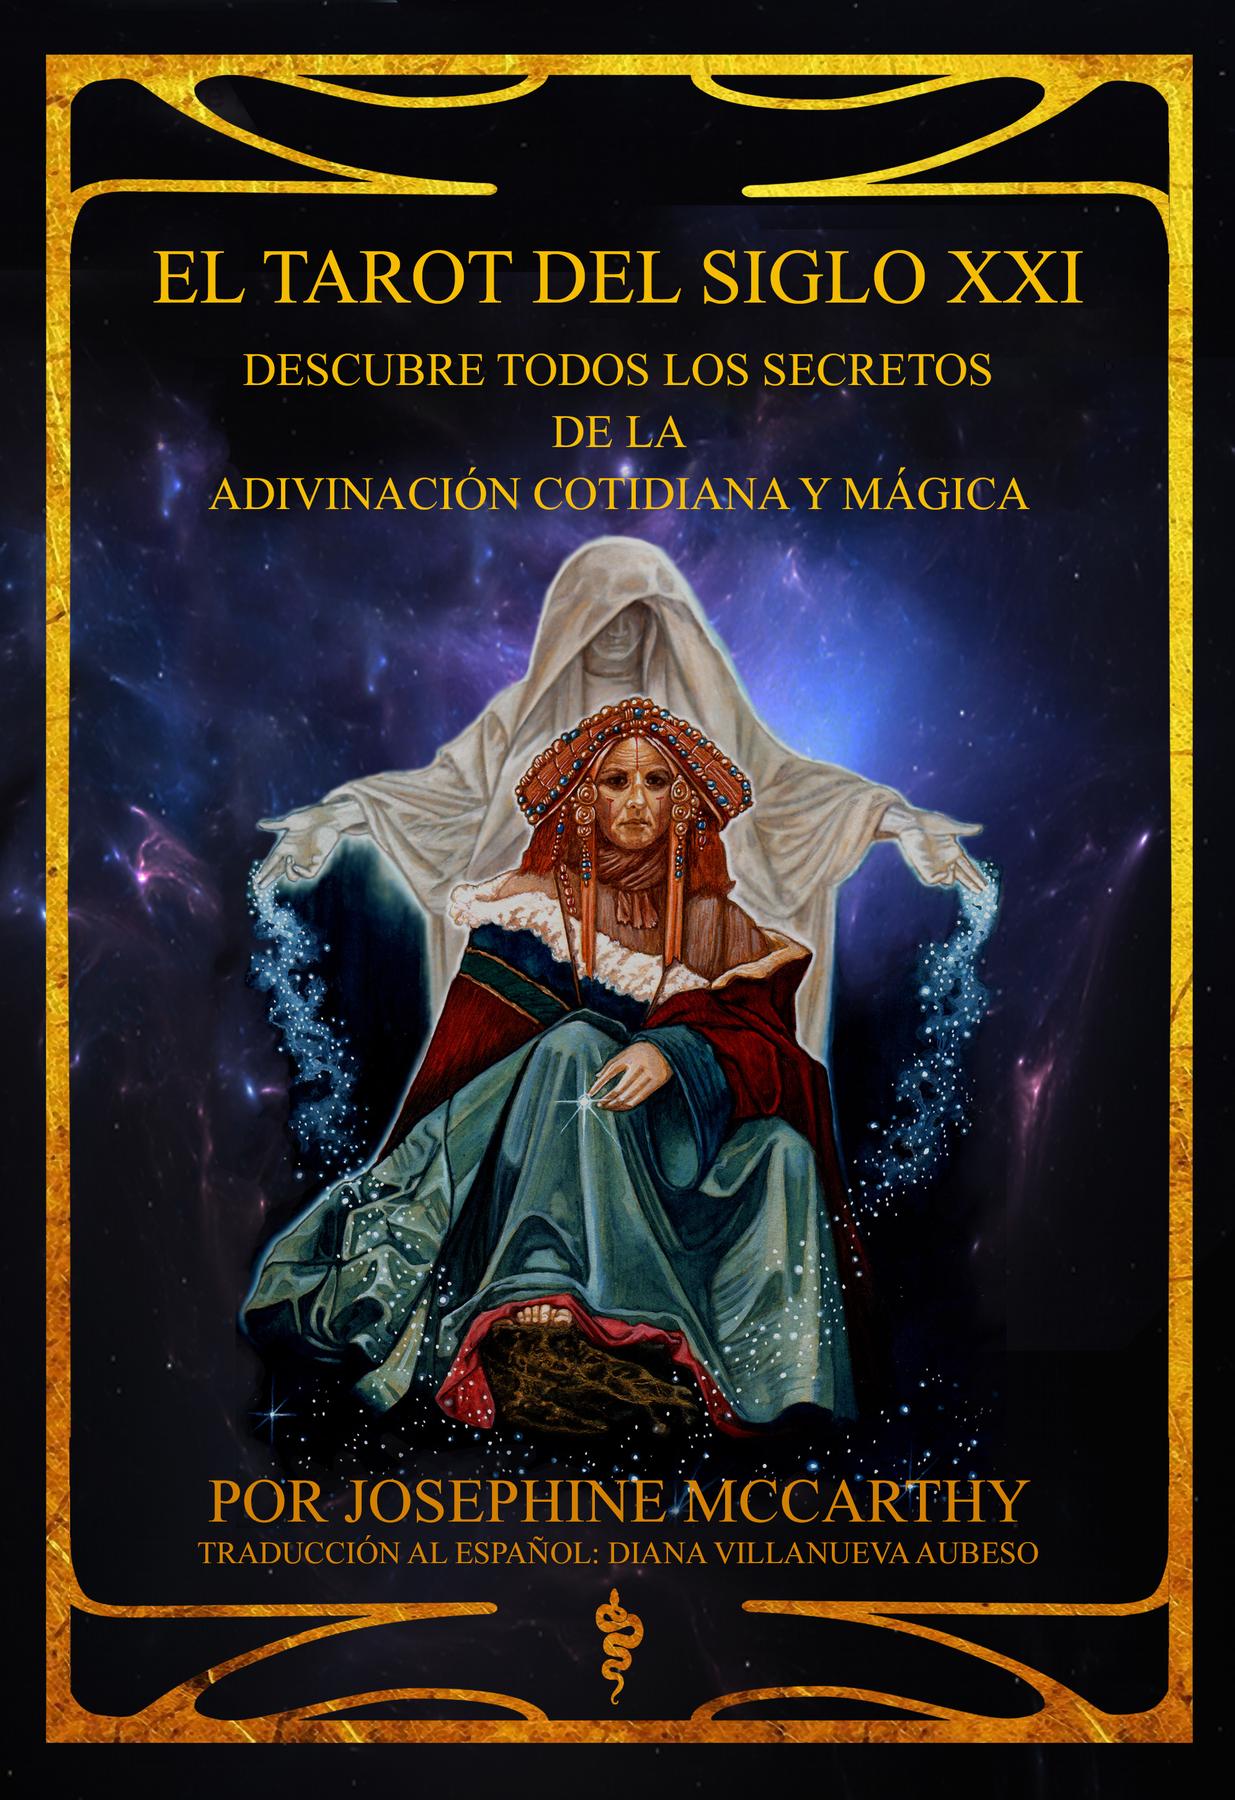 EL TAROT DEL SIGLO XXI
DESCUBRE TODOS LOS SECRETOS
DE LA
ADIVINACIÓN COTIDIANA Y MÁGICA
POR JOSEPHINE MCCARTHY
TRADUCCIÓN AL ESPAÑOL: DIANA VILLANUEVA AUBESO